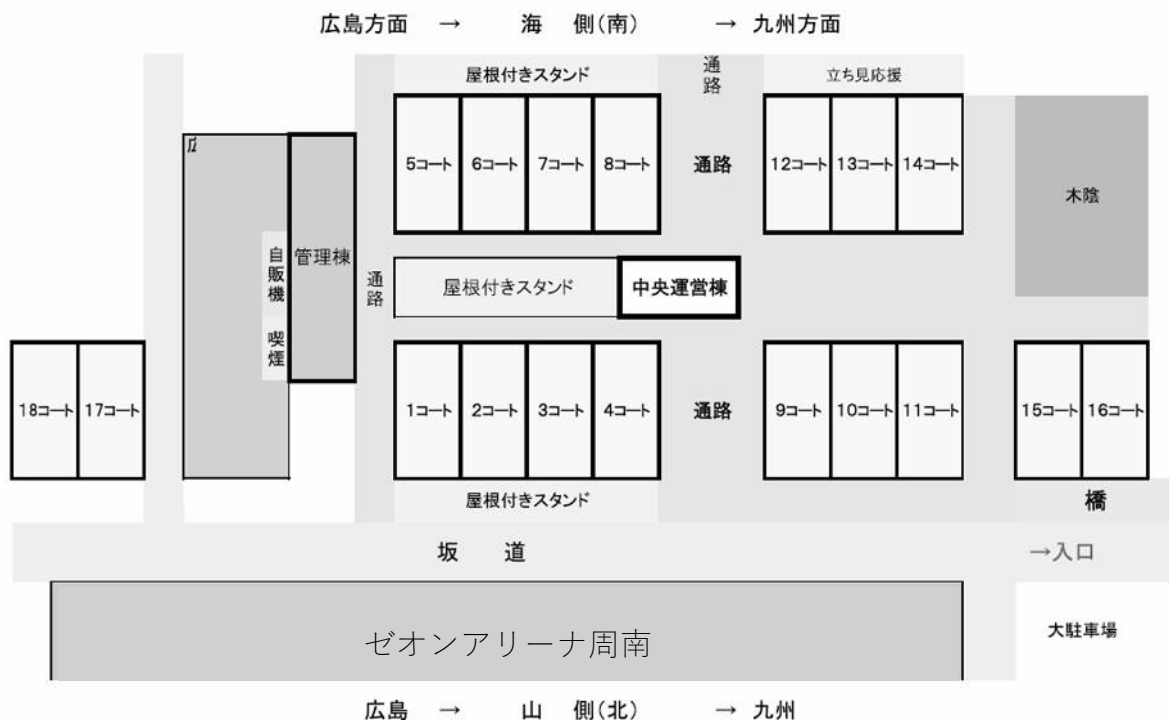 広島方面 → 海 側(南) → 九州方面
屋根付きスタンド
通路
立ち見応援
5コート 6コート 7コート 8コート
通路
12コート 13コート 14コート
木陰
自販機
管理棟
通路
屋根付きスタンド
中央運営棟
喫煙
18コート 17コート
1コート 2コート 3コート 4コート
通路
9コート 10コート 11コート
15コート 16コート
屋根付きスタンド
橋
坂 道
→入口
ゼオンアリーナ周南
大駐車場
広島 → 山 側(北) → 九州